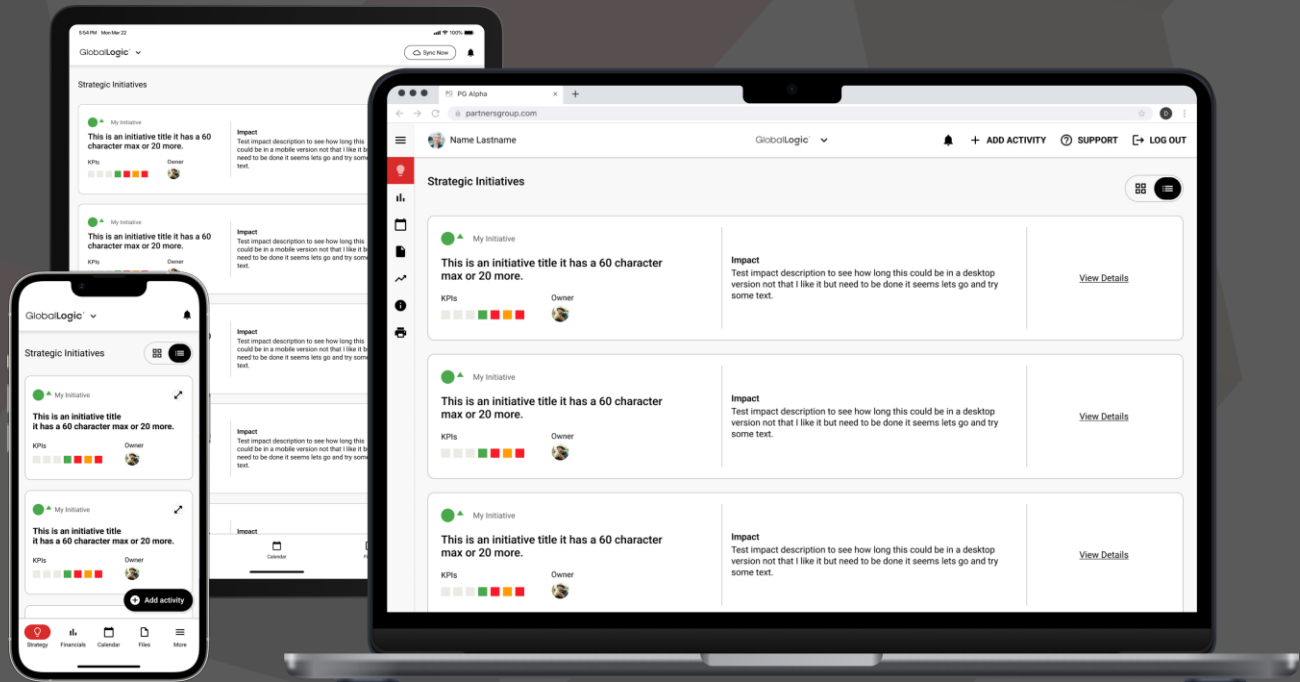 5:54 PM Mon Mar 22
100%
GlobalLogic
Sync Now
Strategic Initiatives
My Initiative
This is an initiative title it has a 60
character max or 20 more.
KPIs
Owner
Impact
Test impact description to see how long this
could be in a mobile version not that I like it b
need to be done it seems lets go and try some
text.
My Initiative
This is an initiative title it has a 60
character max or 20 more.
KPIs
Owner
Impact
Test impact description to see how long this
could be in a mobile version not that I like it b
need to be done it seems lets go and try som
text.
Impact
Test impact description to see how long this
could be in a mobile version not that I like it b
need to be done it seems lets go and try som
text.
Impact
Test impact description to see how long this
could be in a mobile version not that I like it b
need to be done it seems lets go and try som
text.
Impact
Calendar
GlobalLogic
Strategic Initiatives
My Initiative
This is an initiative title
it has a 60 character max or 20 more.
KPIs
Owner
My Initiative
This is an initiative title
it has a 60 character max or 20 more.
KPIs
Owner
Add activity
Strategy
Financials
Calendar
Files
More
PG Alpha
partnersgroup.com
D
Name Lastname
GlobalLogic
ADD ACTIVITY
SUPPORT
LOG OUT
Strategic Initiatives
My Initiative
This is an initiative title it has a 60 character
max or 20 more.
KPIs
Owner
Impact
Test impact description to see how long this could be in a desktop
version not that I like it but need to be done it seems lets go and try
some text.
View Details
My Initiative
This is an initiative title it has a 60 character
max or 20 more.
KPIs
Owner
Impact
Test impact description to see how long this could be in a desktop
version not that I like it but need to be done it seems lets go and try
some text.
View Details
My Initiative
This is an initiative title it has a 60 character
max or 20 more.
KPIs
Owner
Impact
Test impact description to see how long this could be in a desktop
version not that I like it but need to be done it seems lets go and try
some text.
View Details